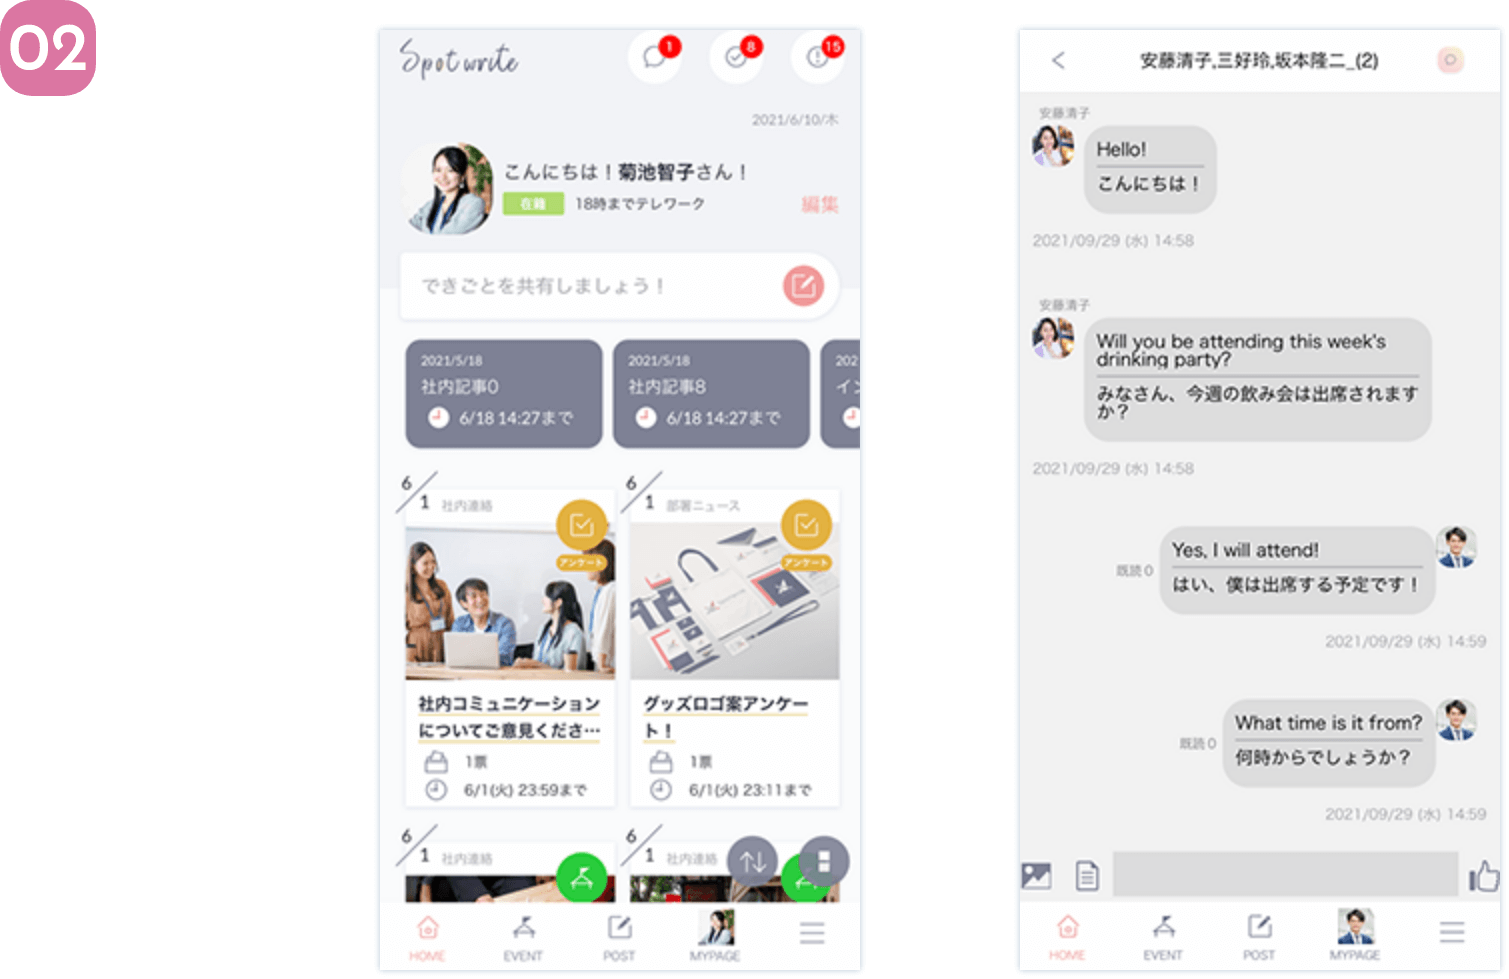 02
Spotwrite
1
8
15
2021/6/10/木
こんにちは！菊池智子さん！
在籍 18時までテレワーク
編集
できごとを共有しましょう！
2021/5/18
社内記事0
6/18 14:27まで
2021/5/18
社内記事8
6/18 14:27まで
202
イン
6/1 社内連絡
アンケート
社内コミュニケーション
についてご意見くださ…
1票
6/1(火) 23:59まで
6/1 部署ニュース
アンケート
グッズロゴ案アンケー
ト！
1票
6/1(火) 23:11まで
6/1 社内連絡
6/1 社内連絡
HOME
EVENT
POST
MYPAGE
安藤清子,三好玲,坂本隆二_(2)
安藤清子
Hello!
こんにちは！
2021/09/29 (水) 14:58
安藤清子
Will you be attending this week's
drinking party?
みなさん、今週の飲み会は出席されます
か？
2021/09/29 (水) 14:58
Yes, I will attend!
はい、僕は出席する予定です！
既読0
2021/09/29 (水) 14:59
What time is it from?
何時からでしょうか？
既読0
2021/09/29 (水) 14:59
HOME
EVENT
POST
MYPAGE